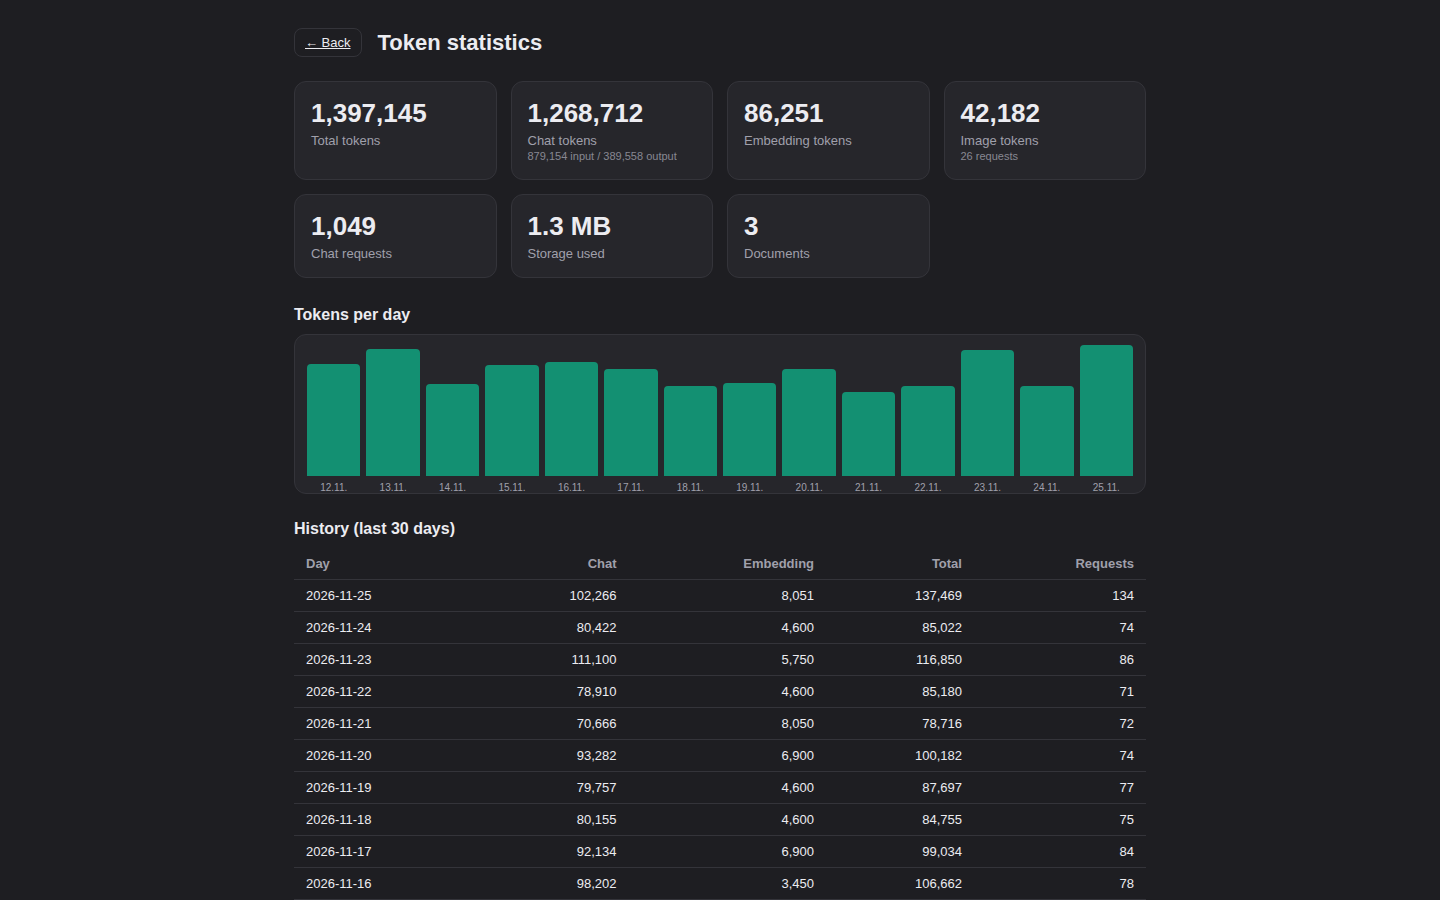 ← Back
Token statistics
1,397,145
Total tokens
1,268,712
Chat tokens
879,154 input / 389,558 output
86,251
Embedding tokens
42,182
Image tokens
26 requests
1,049
Chat requests
1.3 MB
Storage used
3
Documents
Tokens per day
12.11. 13.11. 14.11. 15.11. 16.11. 17.11. 18.11. 19.11. 20.11. 21.11. 22.11. 23.11. 24.11. 25.11.
History (last 30 days)
Day Chat Embedding Total Requests
2026-11-25 102,266 8,051 137,469 134
2026-11-24 80,422 4,600 85,022 74
2026-11-23 111,100 5,750 116,850 86
2026-11-22 78,910 4,600 85,180 71
2026-11-21 70,666 8,050 78,716 72
2026-11-20 93,282 6,900 100,182 74
2026-11-19 79,757 4,600 87,697 77
2026-11-18 80,155 4,600 84,755 75
2026-11-17 92,134 6,900 99,034 84
2026-11-16 98,202 3,450 106,662 78